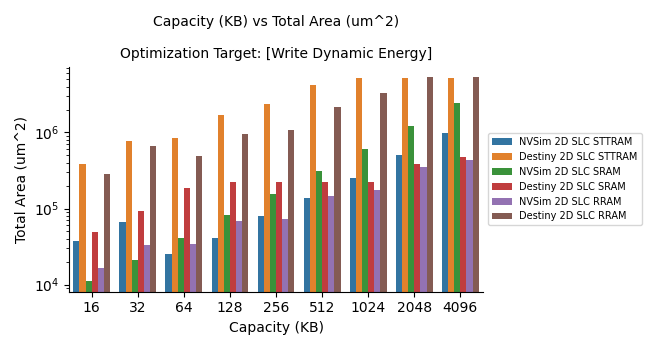 Capacity (KB) vs Total Area (um^2)
Optimization Target: [Write Dynamic Energy]
Total Area (um^2)
10^6
10^5
10^4
16 32 64 128 256 512 1024 2048 4096
Capacity (KB)
NVSim 2D SLC STTRAM
Destiny 2D SLC STTRAM
NVSim 2D SLC SRAM
Destiny 2D SLC SRAM
NVSim 2D SLC RRAM
Destiny 2D SLC RRAM